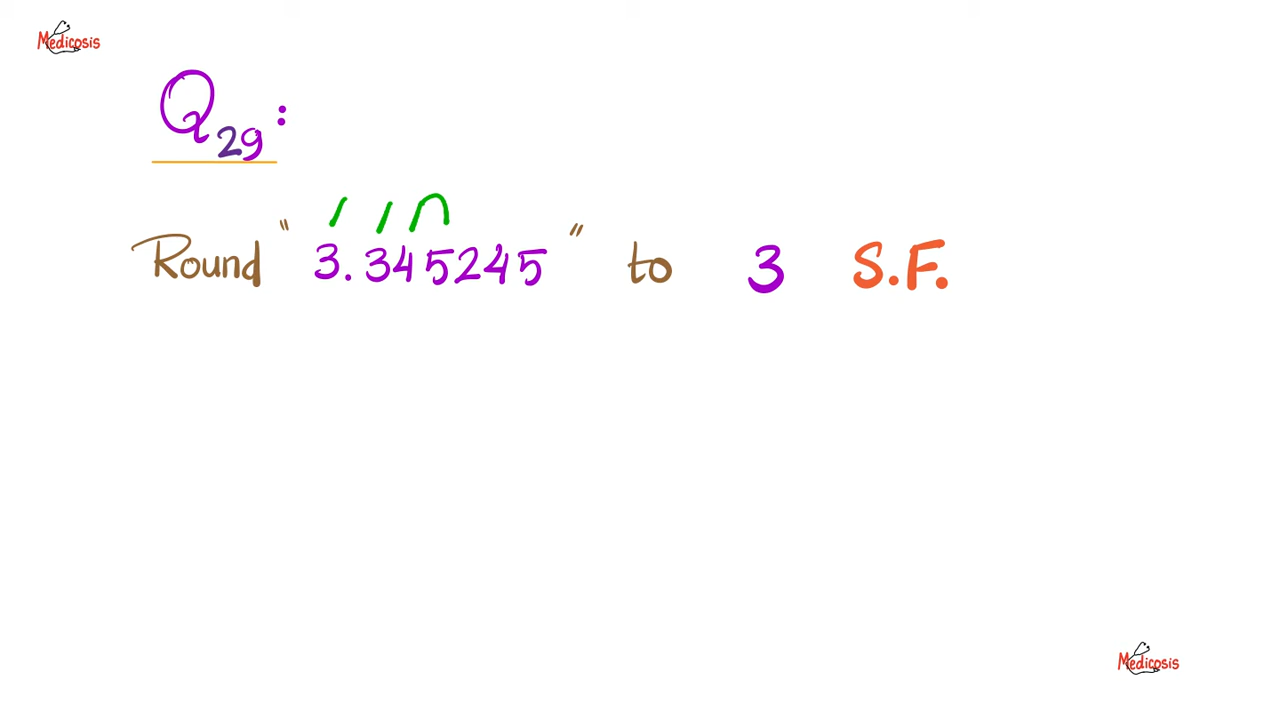 Medicosis
Q29:
Round " 3.345245 " to 3 S.F.
Medicosis